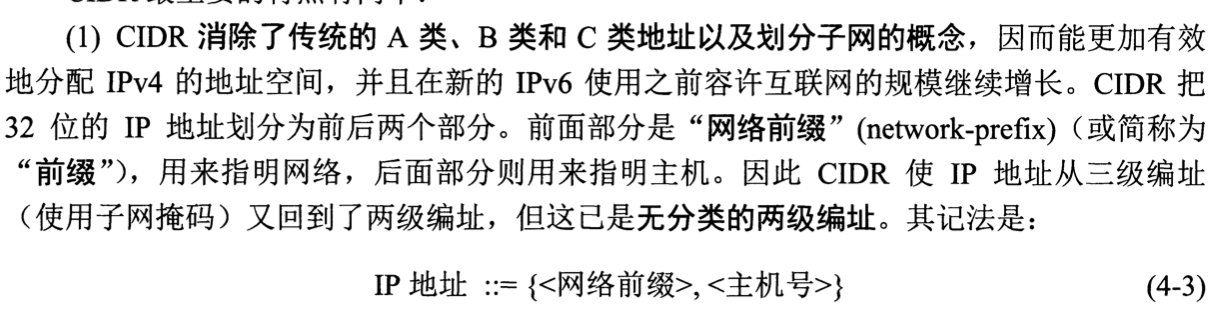 (1) CIDR 消除了传统的 A 类、B 类和 C 类地址以及划分子网的概念，因而能更加有效
地分配 IPv4 的地址空间，并且在新的 IPv6 使用之前容许互联网的规模继续增长。CIDR 把
32 位的 IP 地址划分为前后两个部分。前面部分是“网络前缀”(network-prefix)（或简称为
“前缀”），用来指明网络，后面部分则用来指明主机。因此 CIDR 使 IP 地址从三级编址
（使用子网掩码）又回到了两级编址，但这已是无分类的两级编址。其记法是：
IP 地址 ::= {<网络前缀>, <主机号>} (4-3)